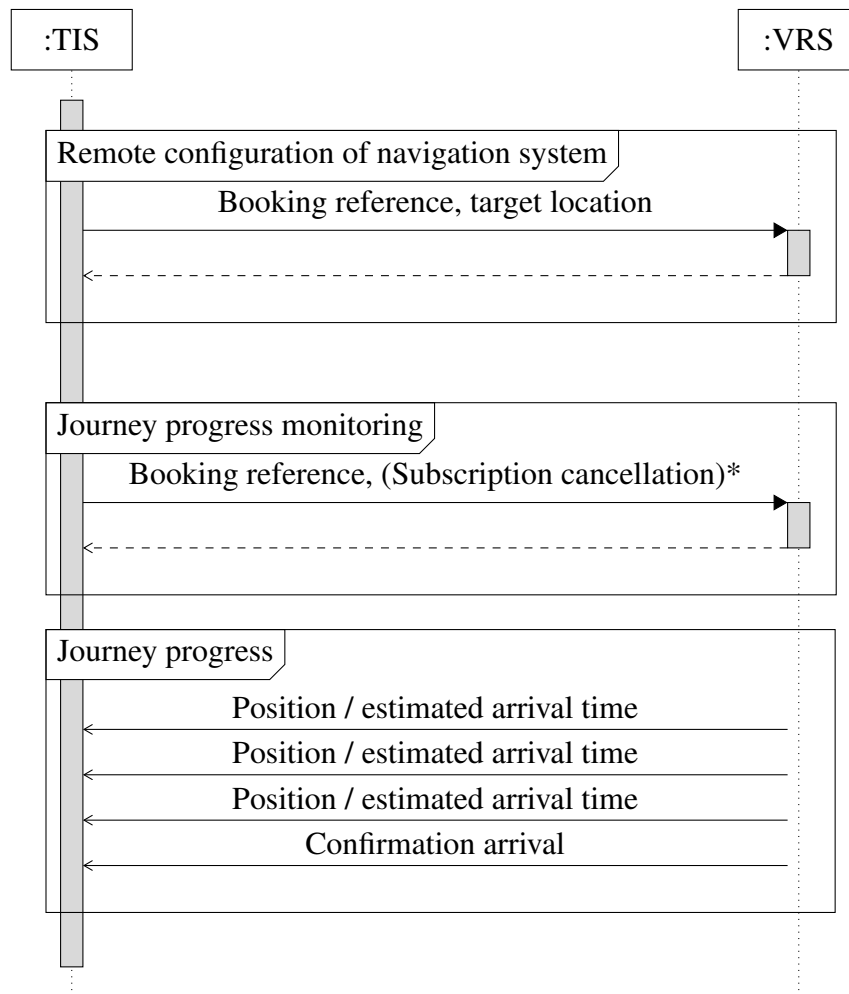 :TIS
:VRS
Remote configuration of navigation system
Booking reference, target location
Journey progress monitoring
Booking reference, (Subscription cancellation)*
Journey progress
Position / estimated arrival time
Position / estimated arrival time
Position / estimated arrival time
Confirmation arrival